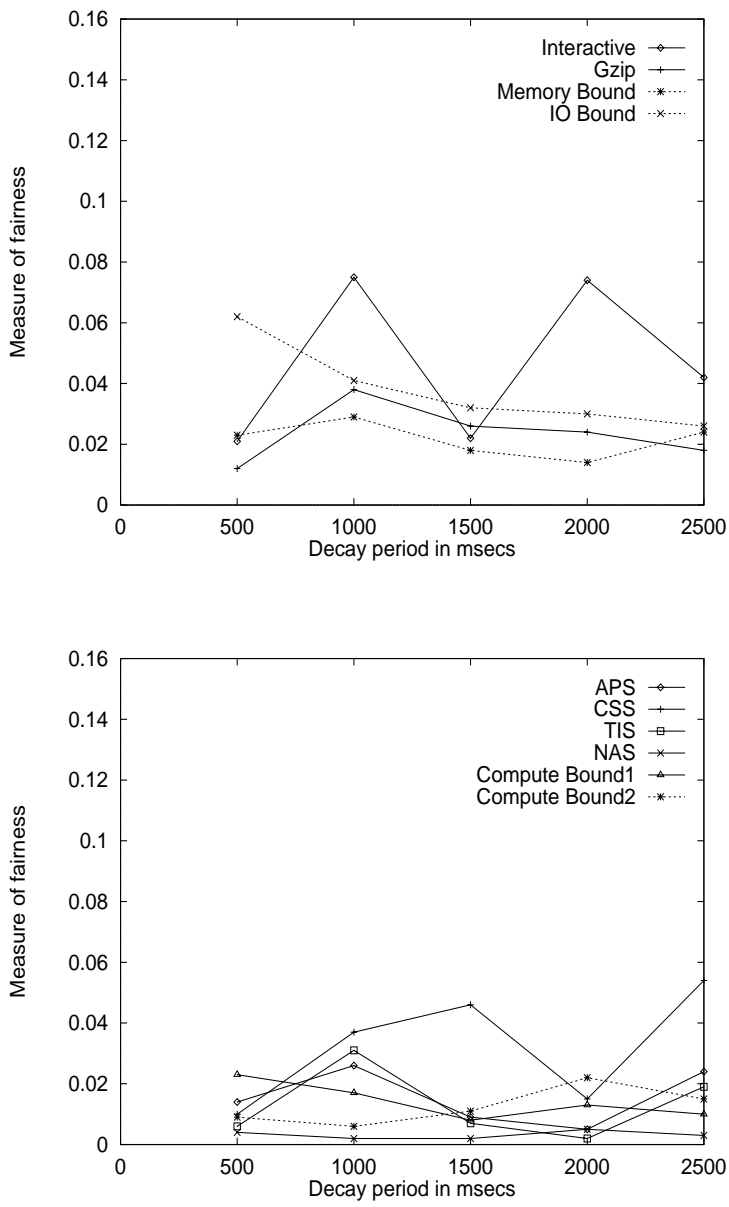 0.16
0.14
0.12
0.1
0.08
0.06
0.04
0.02
0
Measure of fairness
Interactive
Gzip
Memory Bound
IO Bound
0 500 1000 1500 2000 2500
Decay period in msecs
0.16
0.14
0.12
0.1
0.08
0.06
0.04
0.02
0
Measure of fairness
APS
CSS
TIS
NAS
Compute Bound1
Compute Bound2
0 500 1000 1500 2000 2500
Decay period in msecs